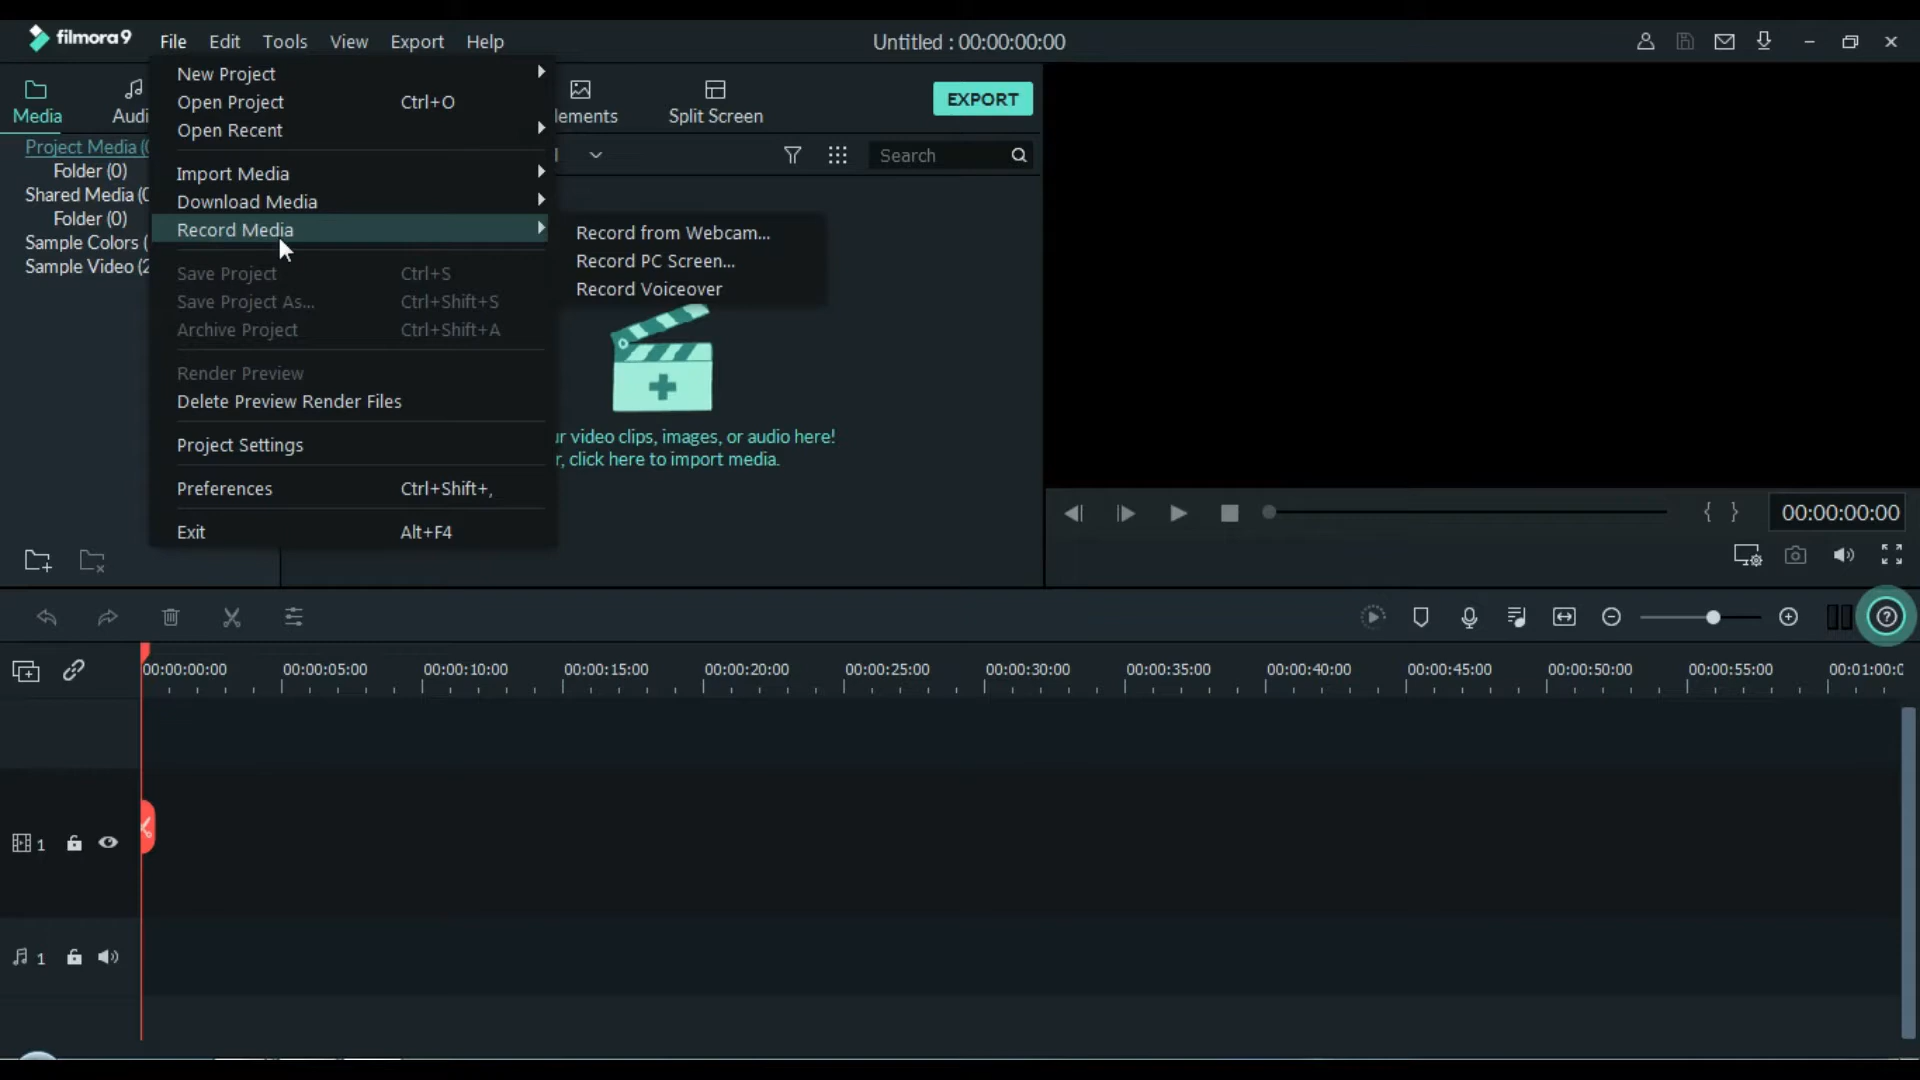 filmora9
File Edit Tools View Export Help
Untitled : 00:00:00:00
Media
Audi
lements
Split Screen
EXPORT
New Project
Open Project Ctrl+O
Open Recent
Import Media
Download Media
Record Media
Save Project Ctrl+S
Save Project As... Ctrl+Shift+S
Archive Project Ctrl+Shift+A
Render Preview
Delete Preview Render Files
Project Settings
Preferences Ctrl+Shift+,
Exit Alt+F4
Record from Webcam...
Record PC Screen...
Record Voiceover
Project Media (
Folder (0)
Shared Media (
Folder (0)
Sample Colors (
Sample Video (2
Search
r video clips, images, or audio here!
r, click here to import media.
{ } 00:00:00:00
00:00:00:00 00:00:05:00 00:00:10:00 00:00:15:00 00:00:20:00 00:00:25:00 00:00:30:00 00:00:35:00 00:00:40:00 00:00:45:00 00:00:50:00 00:00:55:00 00:01:00:0
1
1